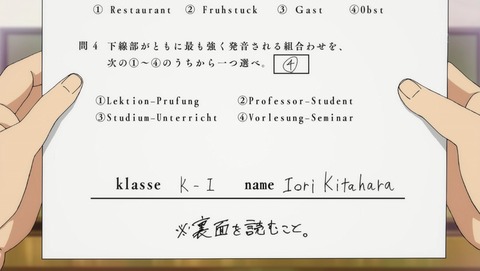 ① Restaurant ② Fruhstuck ③ Gast ④Obst
問4 下線部がともに最も強く発音される組合わせを、
次の①〜④のうちから一つ選べ。 ④
①Lektion-Prufung ②Professor-Student
③Studium-Unterricht ④Vorlesung-Seminar
klasse K-I name Iori Kitahara
※裏面を読むこと。